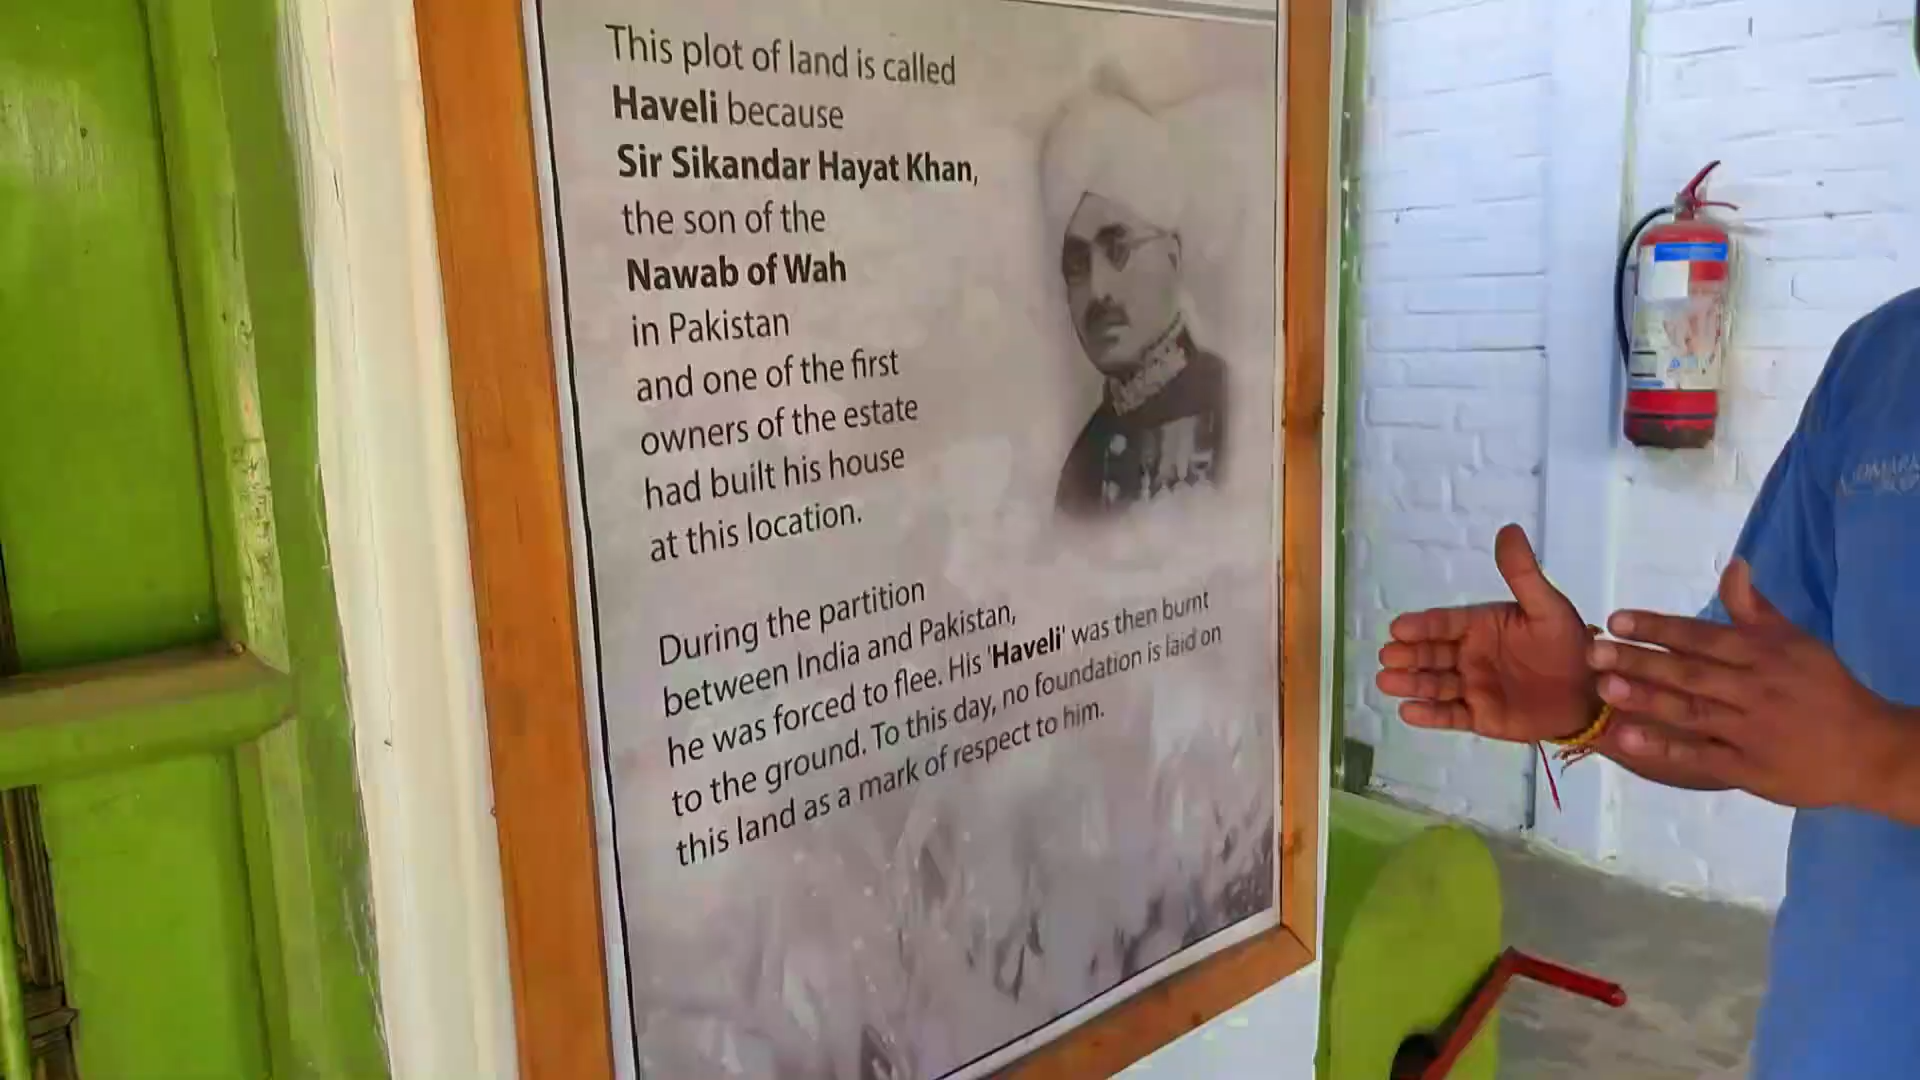 This plot of land is called
Haveli because
Sir Sikandar Hayat Khan,
the son of the
Nawab of Wah
in Pakistan
and one of the first
owners of the estate
had built his house
at this location.
During the partition
between India and Pakistan,
he was forced to flee. His 'Haveli' was then burnt
to the ground. To this day, no foundation is laid on
this land as a mark of respect to him.